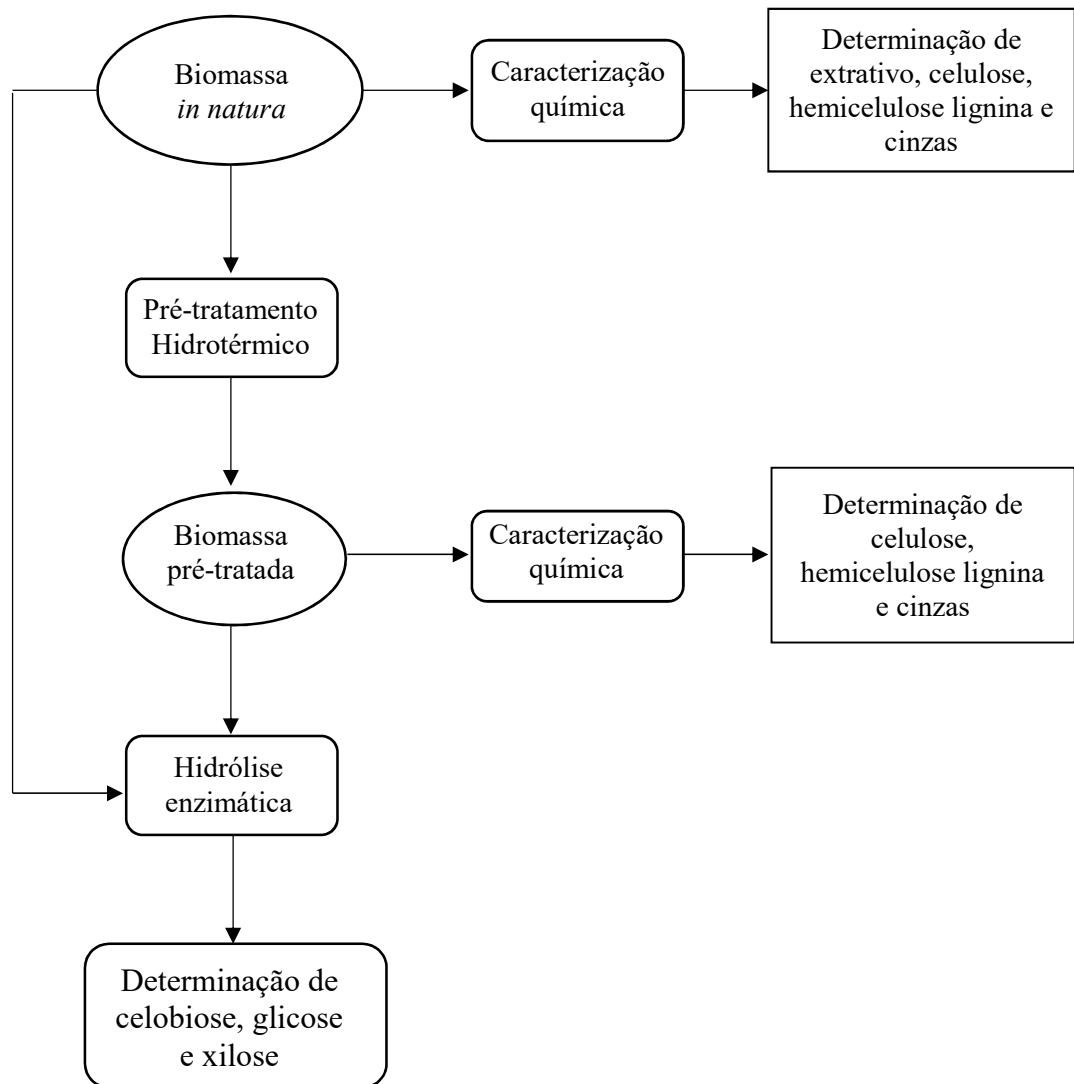 Biomassa
in natura
Caracterização
química
Determinação de
extrativo, celulose,
hemicelulose lignina e
cinzas
Pré-tratamento
Hidrotérmico
Biomassa
pré-tratada
Caracterização
química
Determinação de
celulose,
hemicelulose lignina
e cinzas
Hidrólise
enzimática
Determinação de
celobiose, glicose
e xilose